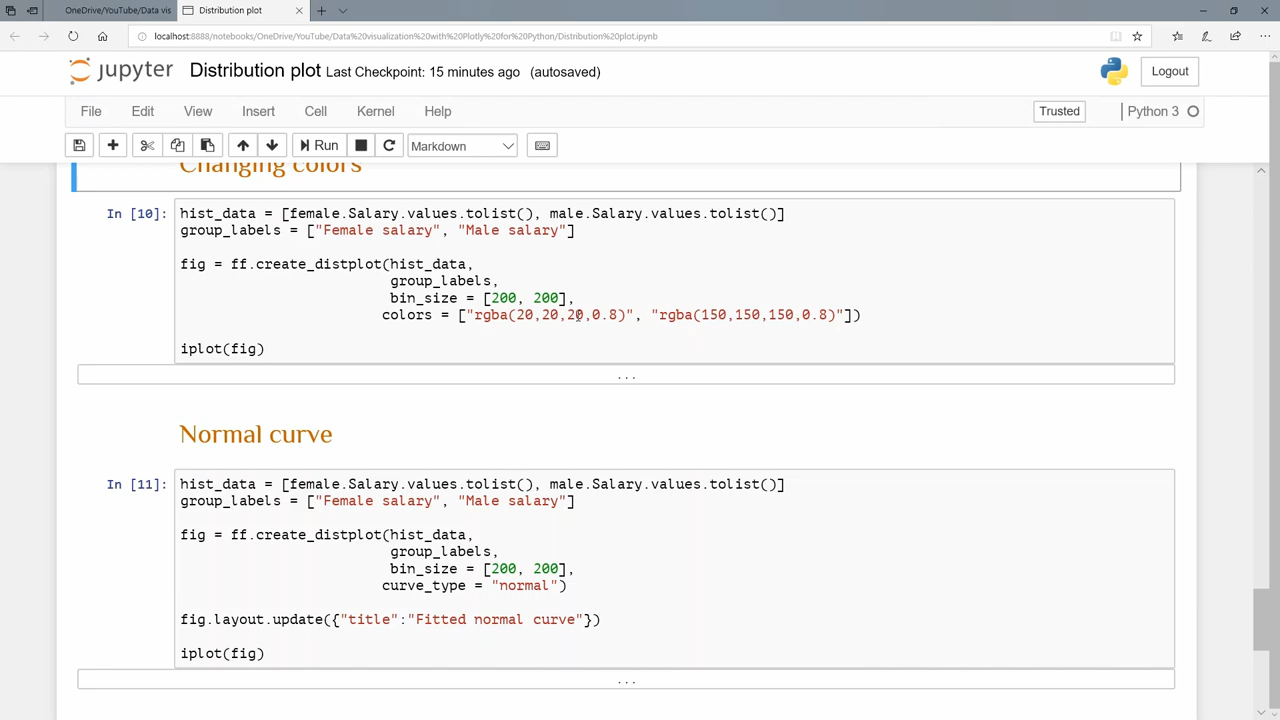 OneDrive/YouTube/Data vis
Distribution plot
localhost:8888/notebooks/OneDrive/YouTube/Data%20visualization%20with%20Plotly%20for%20Python/Distribution%20plot.ipynb
jupyter Distribution plot Last Checkpoint: 15 minutes ago (autosaved)
Logout
File Edit View Insert Cell Kernel Help
Trusted
Python 3
Run
Markdown
Changing colors
In [10]:
hist_data = [female.Salary.values.tolist(), male.Salary.values.tolist()]
group_labels = ["Female salary", "Male salary"]
fig = ff.create_distplot(hist_data,
group_labels,
bin_size = [200, 200],
colors = ["rgba(20,20,20,0.8)", "rgba(150,150,150,0.8)"])
iplot(fig)
...
Normal curve
In [11]:
hist_data = [female.Salary.values.tolist(), male.Salary.values.tolist()]
group_labels = ["Female salary", "Male salary"]
fig = ff.create_distplot(hist_data,
group_labels,
bin_size = [200, 200],
curve_type = "normal")
fig.layout.update({"title":"Fitted normal curve"})
iplot(fig)
...